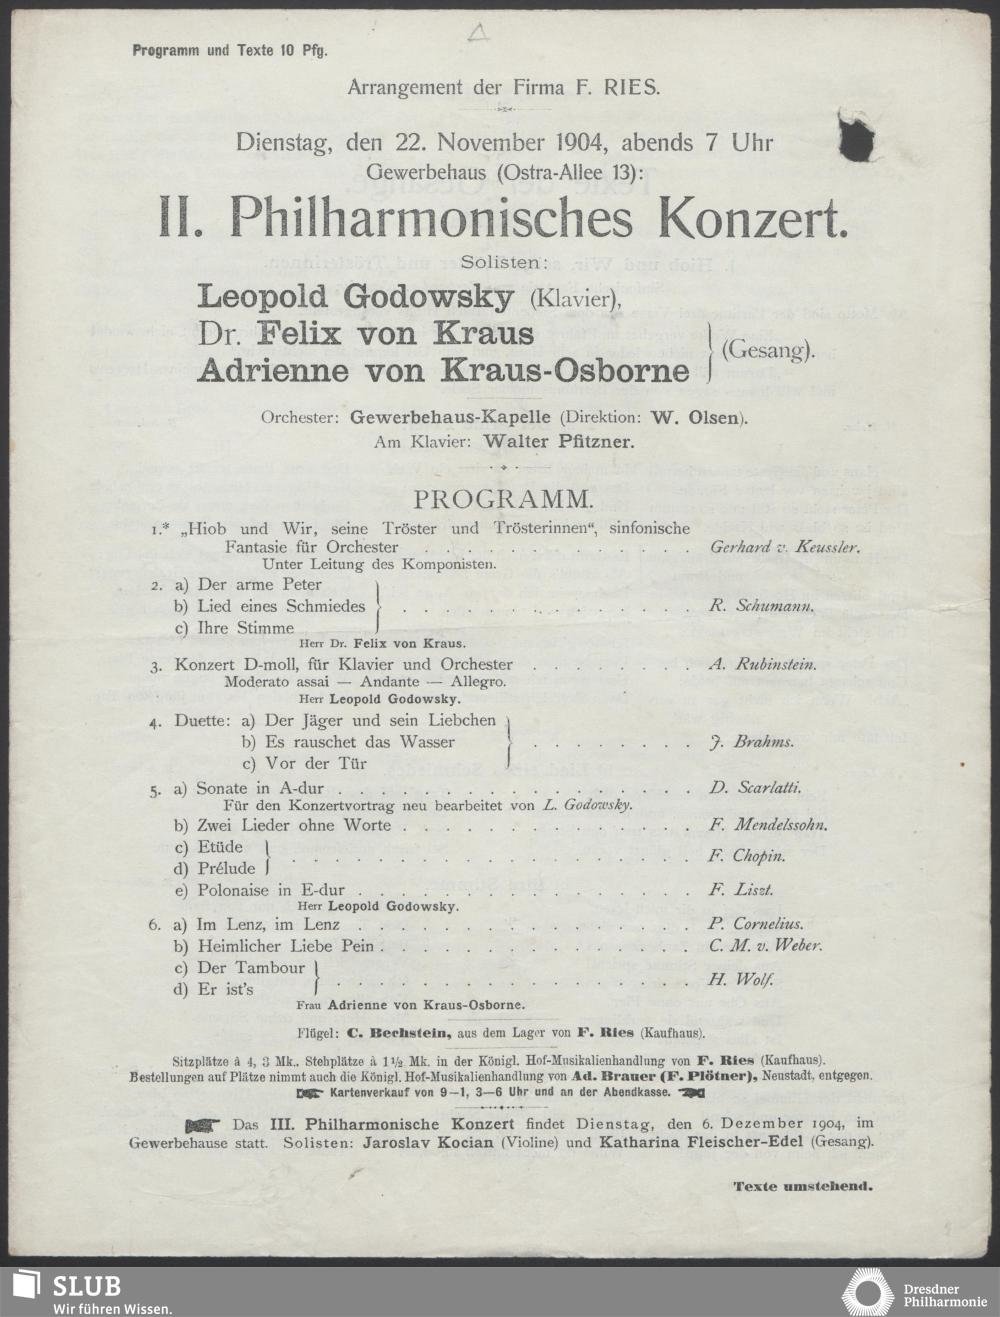 Programm und Texte 10 Pfg.
Arrangement der Firma F. RIES.
Dienstag, den 22. November 1904, abends 7 Uhr
Gewerbehaus (Ostra-Allee 13):
II. Philharmonisches Konzert.
Solisten:
Leopold Godowsky (Klavier),
Dr. Felix von Kraus
Adrienne von Kraus-Osborne
(Gesang).
Orchester: Gewerbehaus-Kapelle (Direktion: W. Olsen).
Am Klavier: Walter Pfitzner.
PROGRAMM.
1.* „Hiob und Wir, seine Tröster und Trösterinnen“, sinfonische
Fantasie für Orchester . . . . . . . . . . . . . Gerhard v. Keussler.
Unter Leitung des Komponisten.
2. a) Der arme Peter
b) Lied eines Schmiedes . . . . . . . . . . . . . R. Schumann.
c) Ihre Stimme
Herr Dr. Felix von Kraus.
3. Konzert D-moll, für Klavier und Orchester . . . . . . . A. Rubinstein.
Moderato assai — Andante — Allegro.
Herr Leopold Godowsky.
4. Duette: a) Der Jäger und sein Liebchen
b) Es rauschet das Wasser . . . . . . . . J. Brahms.
c) Vor der Tür
5. a) Sonate in A-dur . . . . . . . . . . . . . . . . D. Scarlatti.
Für den Konzertvortrag neu bearbeitet von L. Godowsky.
b) Zwei Lieder ohne Worte . . . . . . . . . . . . . F. Mendelssohn.
c) Etüde
d) Prélude
. . . . . . . . . . . . . . . . . . F. Chopin.
e) Polonaise in E-dur . . . . . . . . . . . . . . . F. Liszt.
Herr Leopold Godowsky.
6. a) Im Lenz, im Lenz . . . . . . . . . . . . . . . P. Cornelius.
b) Heimlicher Liebe Pein . . . . . . . . . . . . . . C. M. v. Weber.
c) Der Tambour
d) Er ist's
. . . . . . . . . . . . . . . . H. Wolf.
Frau Adrienne von Kraus-Osborne.
Flügel: C. Bechstein, aus dem Lager von F. Ries (Kaufhaus).
Sitzplätze à 4, 3 Mk., Stehplätze à 1½ Mk. in der Königl. Hof-Musikalienhandlung von F. Ries (Kaufhaus).
Bestellungen auf Plätze nimmt auch die Königl. Hof-Musikalienhandlung von Ad. Brauer (F. Plötner), Neustadt, entgegen.
Kartenverkauf von 9—1, 3—6 Uhr und an der Abendkasse.
Das III. Philharmonische Konzert findet Dienstag, den 6. Dezember 1904, im
Gewerbehause statt. Solisten: Jaroslav Kocian (Violine) und Katharina Fleischer-Edel (Gesang).
Texte umstehend.
SLUB
Wir führen Wissen.
Dresdner
Philharmonie